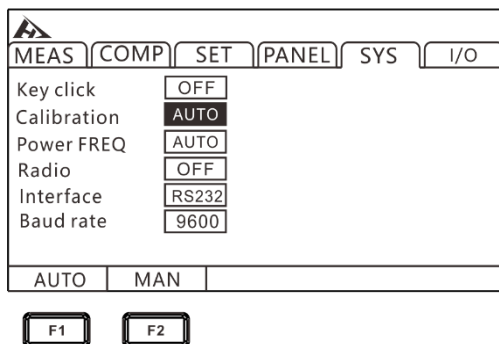 MEAS COMP SET PANEL SYS I/O
Key click OFF
Calibration AUTO
Power FREQ AUTO
Radio OFF
Interface RS232
Baud rate 9600
AUTO MAN
F1 F2